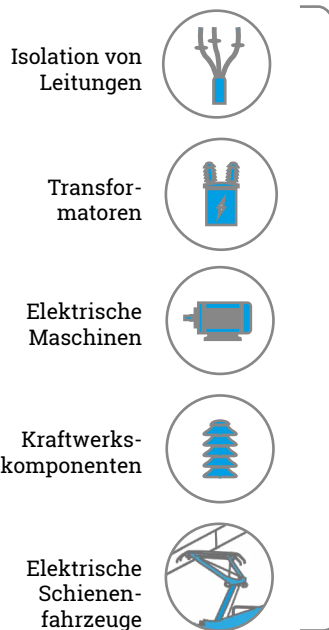 Isolation von
Leitungen
Transfor-
matoren
Elektrische
Maschinen
Kraftwerks-
komponenten
Elektrische
Schienen-
fahrzeuge